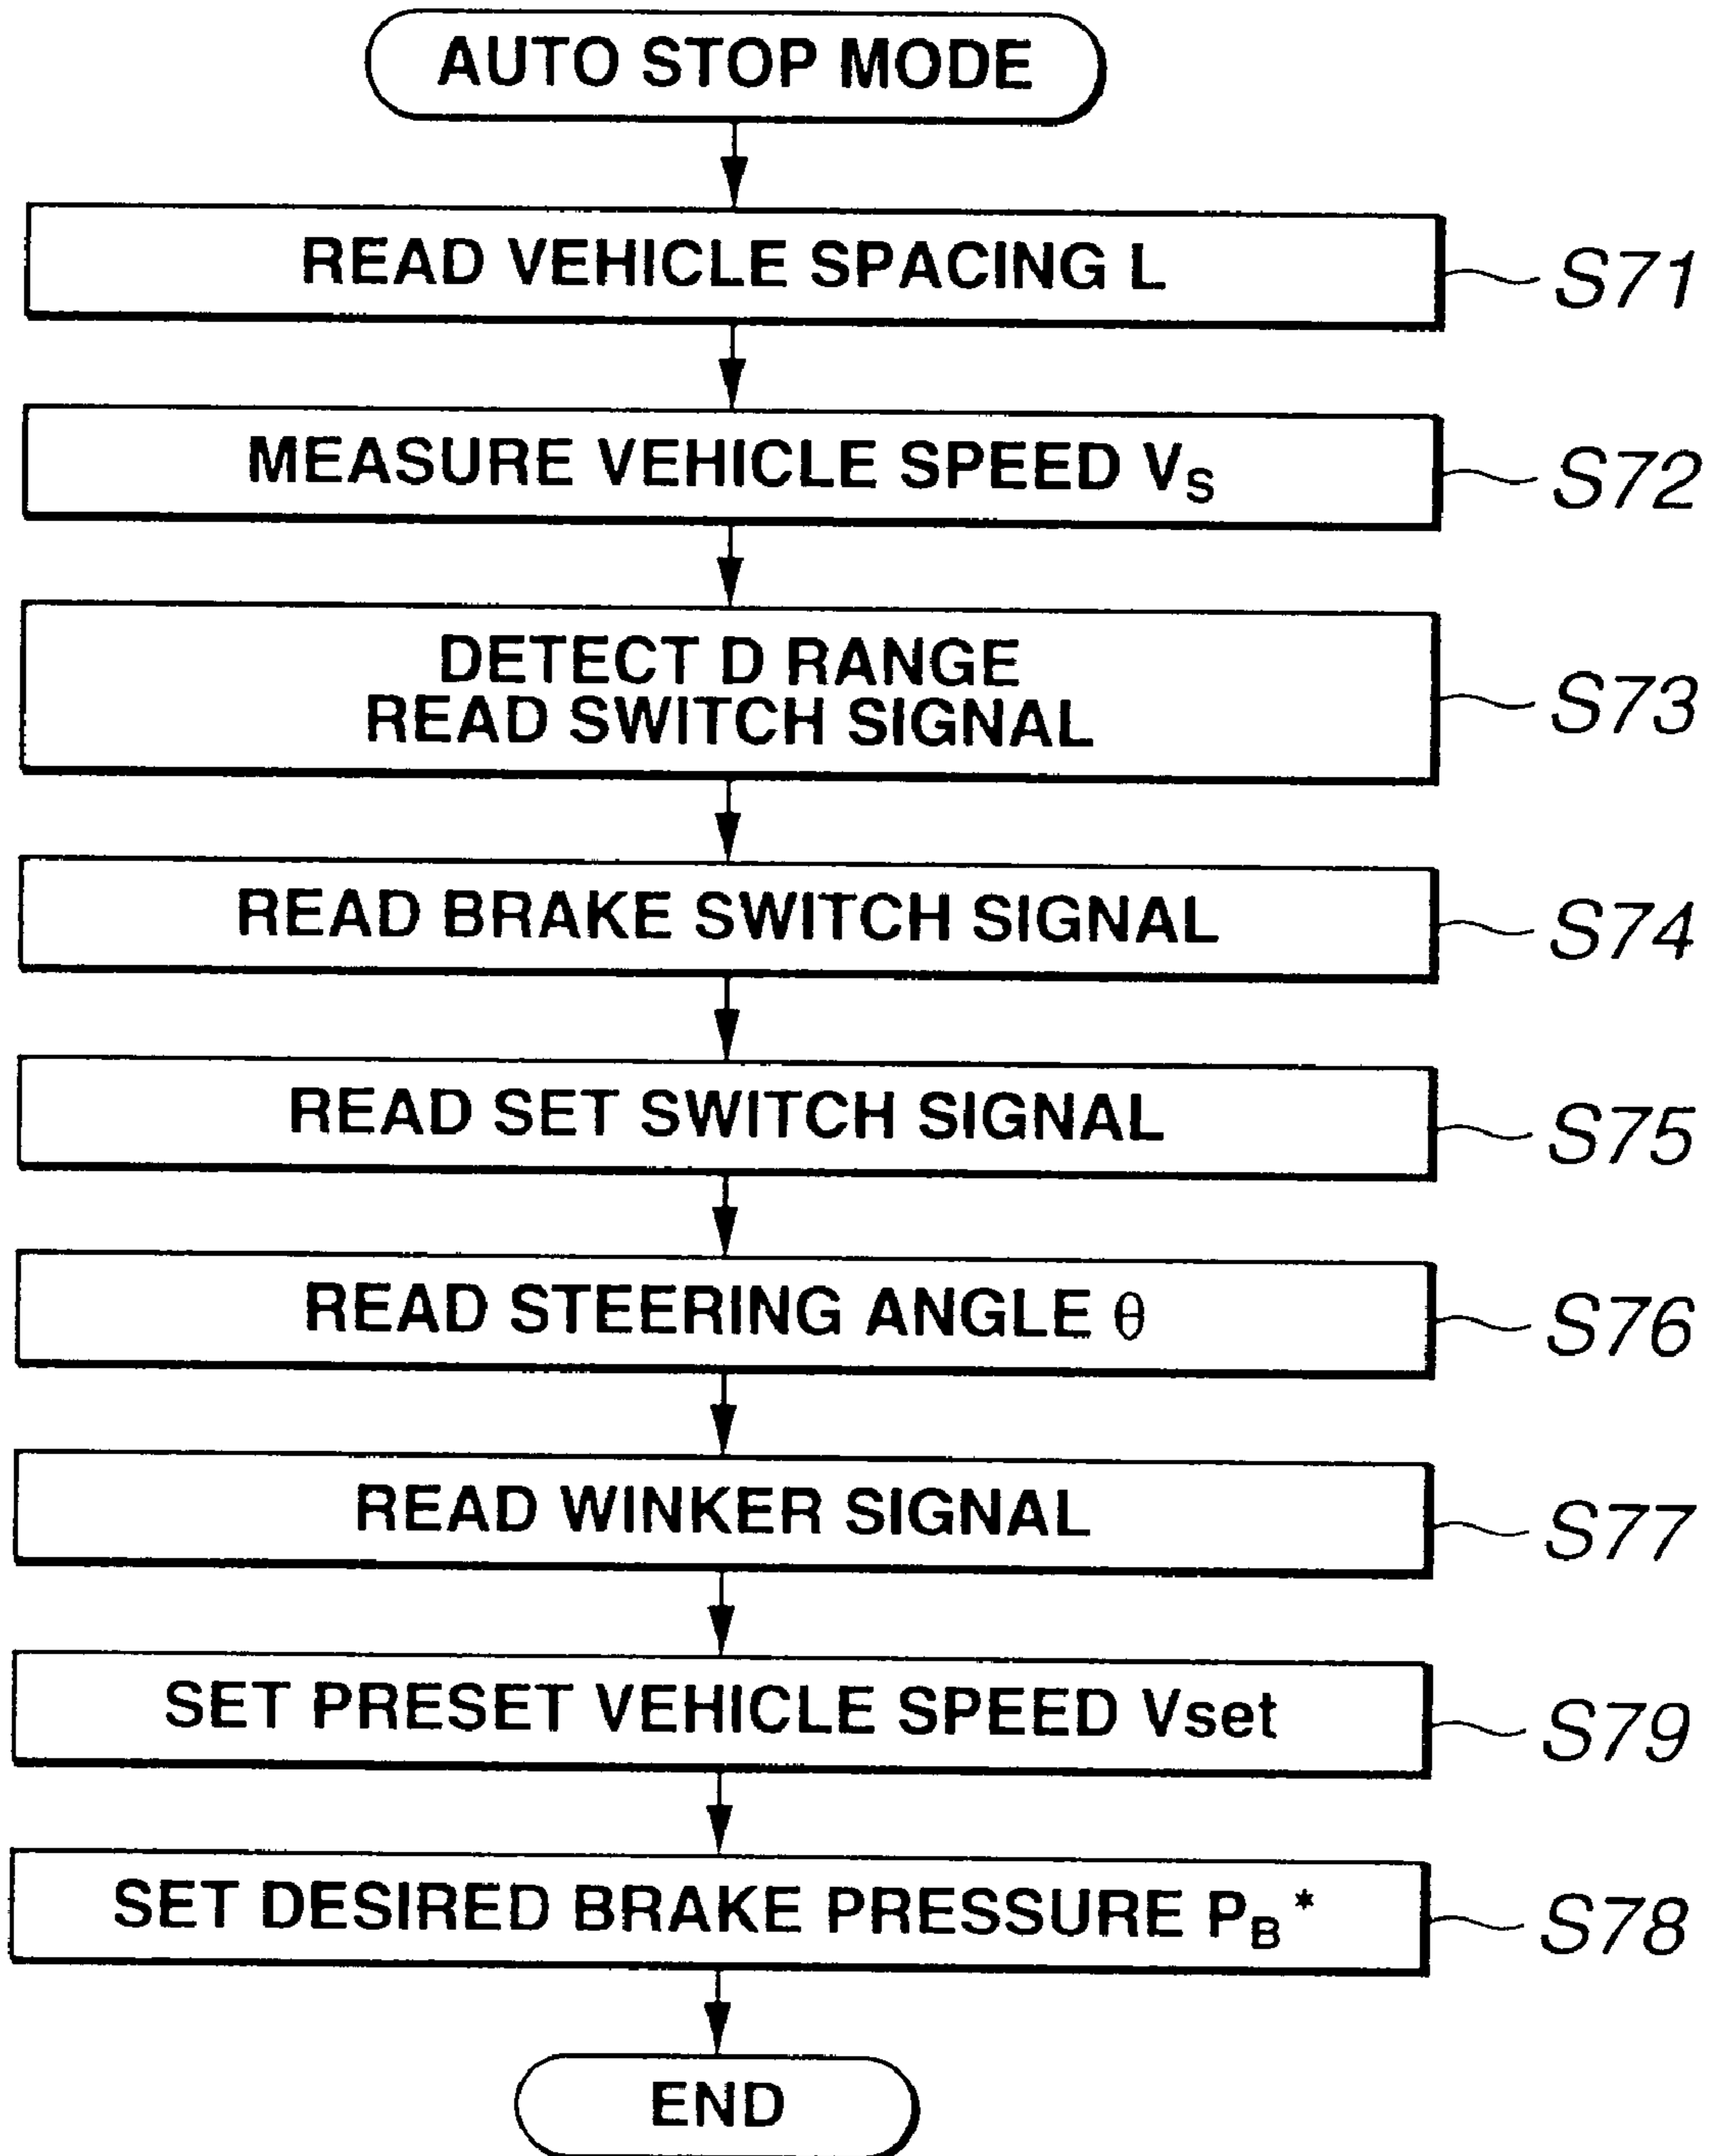 AUTO STOP MODE
READ VEHICLE SPACING L
S71
MEASURE VEHICLE SPEED VS
S72
DETECT D RANGE
READ SWITCH SIGNAL
S73
READ BRAKE SWITCH SIGNAL
S74
READ SET SWITCH SIGNAL
S75
READ STEERING ANGLE θ
S76
READ WINKER SIGNAL
S77
SET PRESET VEHICLE SPEED Vset
S79
SET DESIRED BRAKE PRESSURE PB*
S78
END